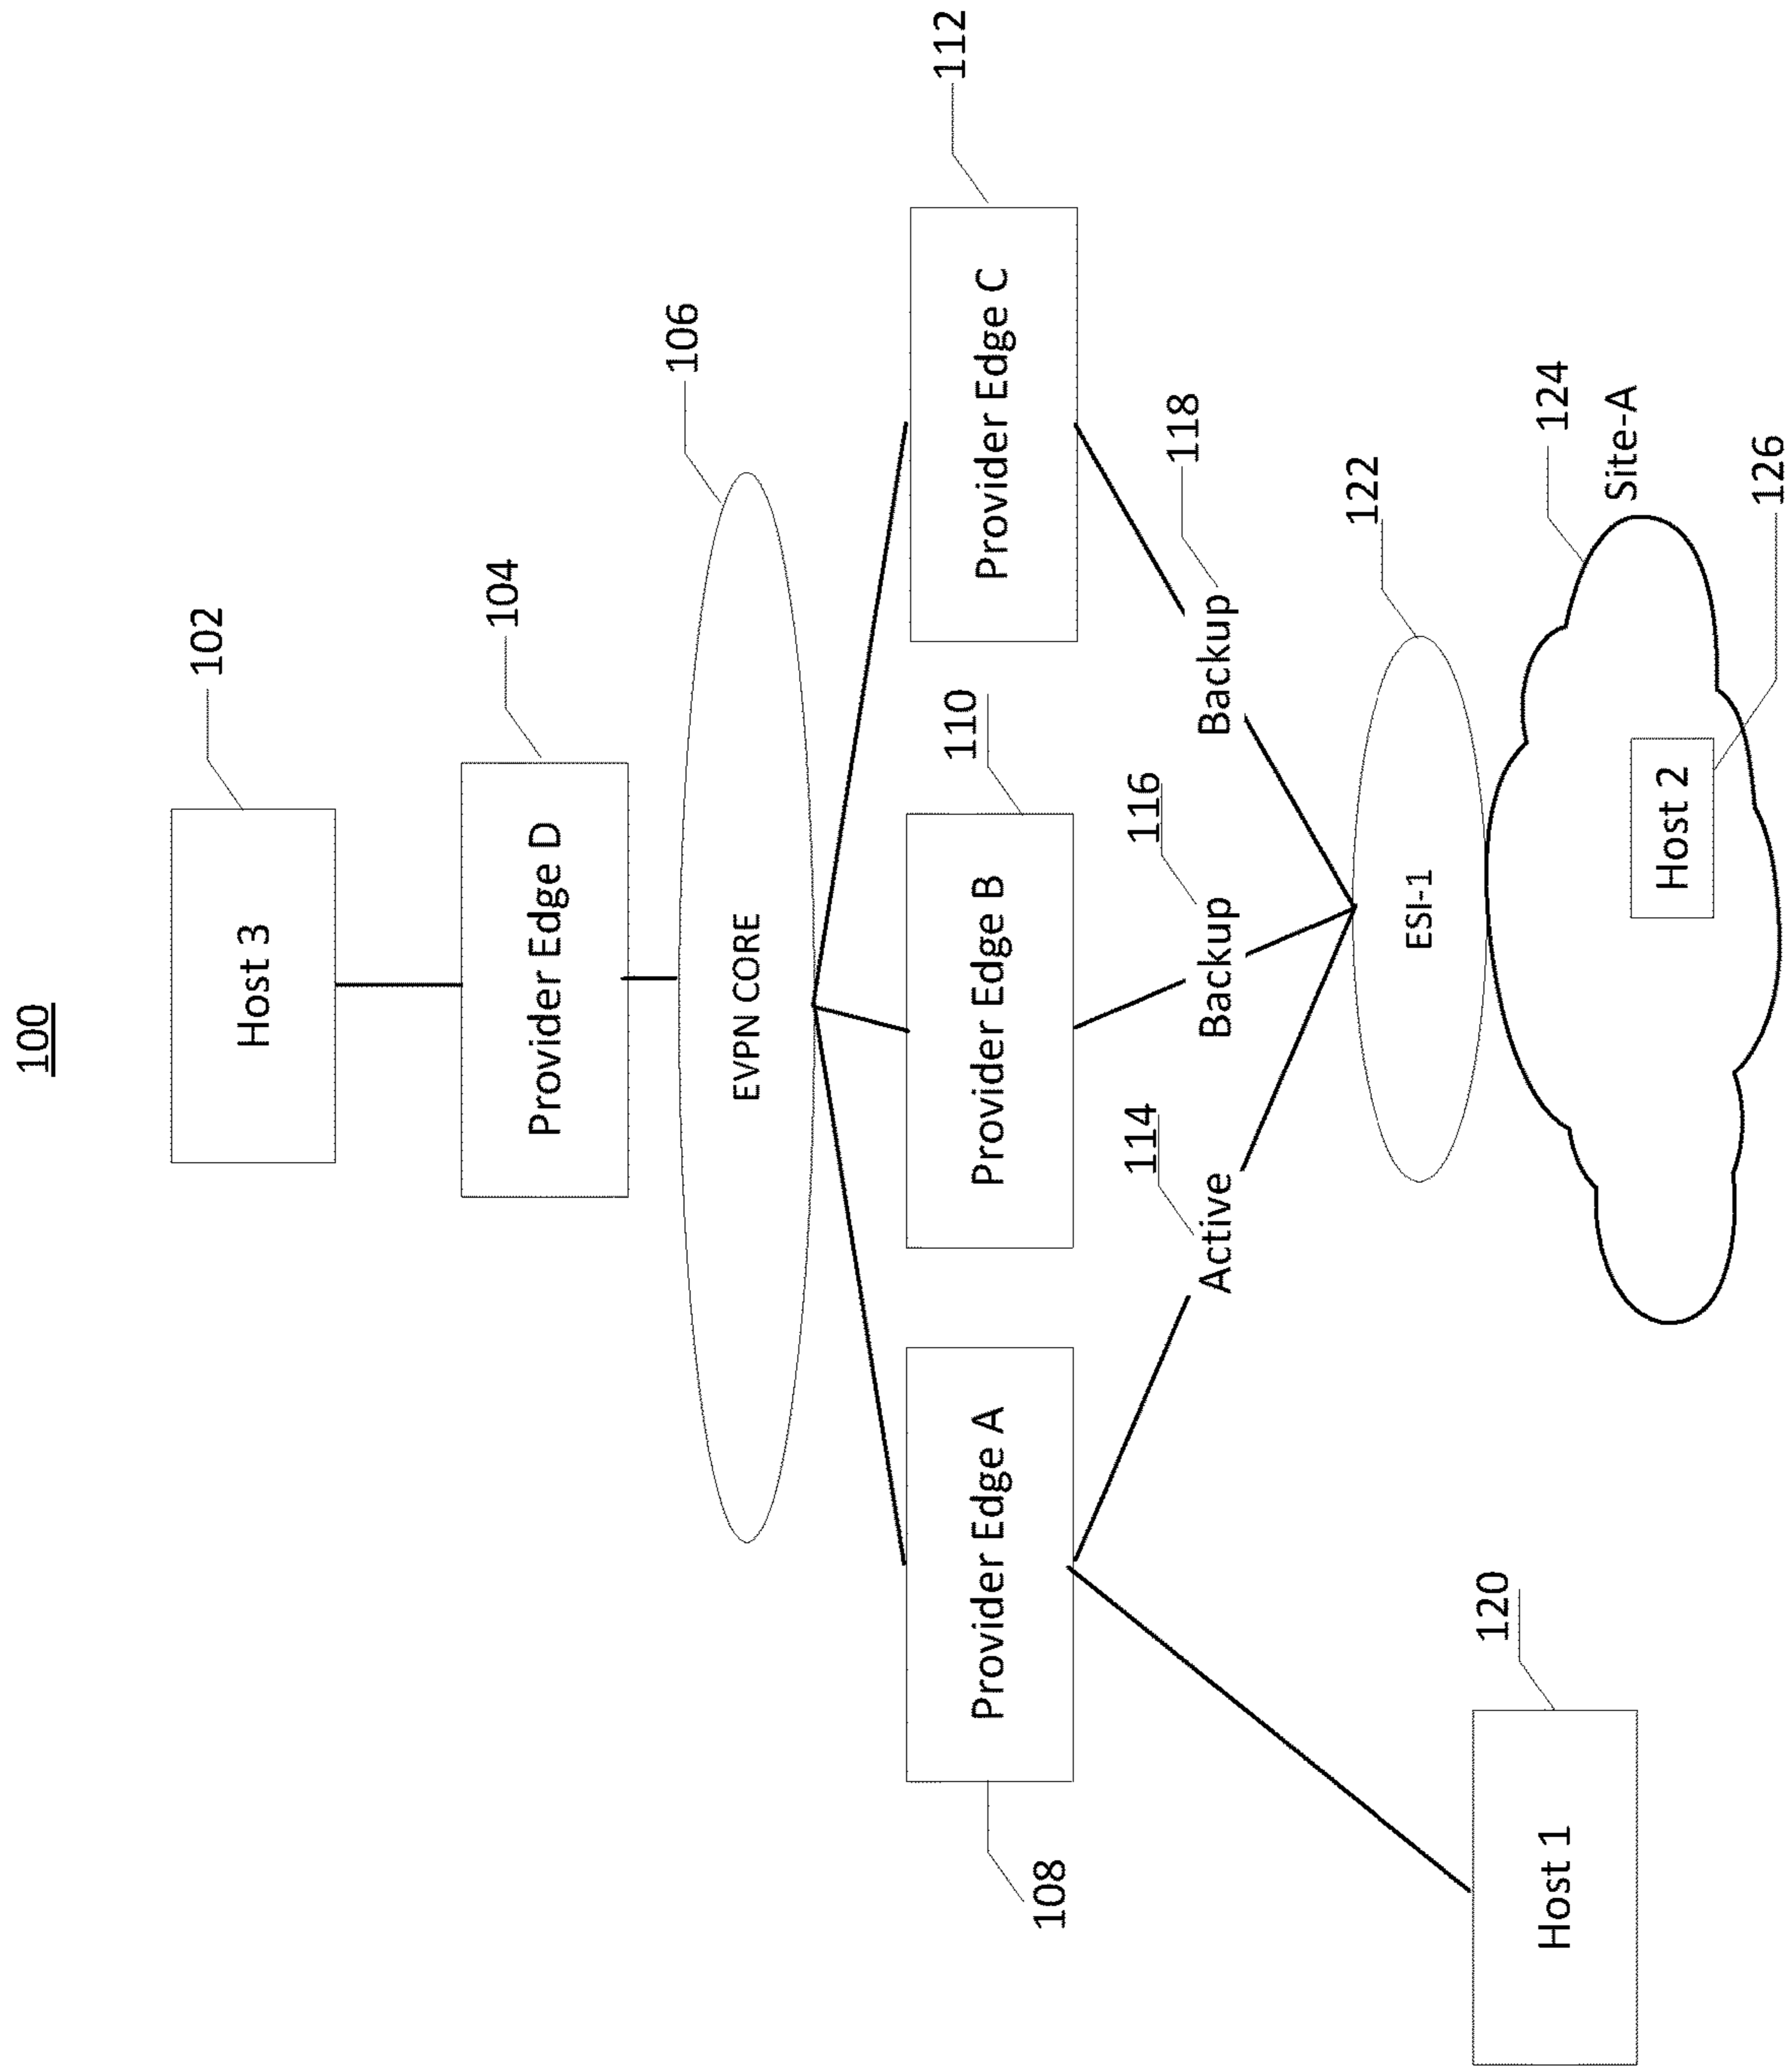 100
Host 3
102
Provider Edge D
104
EVPN CORE
106
Provider Edge A
108
Provider Edge B
110
Provider Edge C
112
Active
114
Backup
116
Backup
118
Host 1
120
ESI-1
122
124
Site-A
Host 2
126